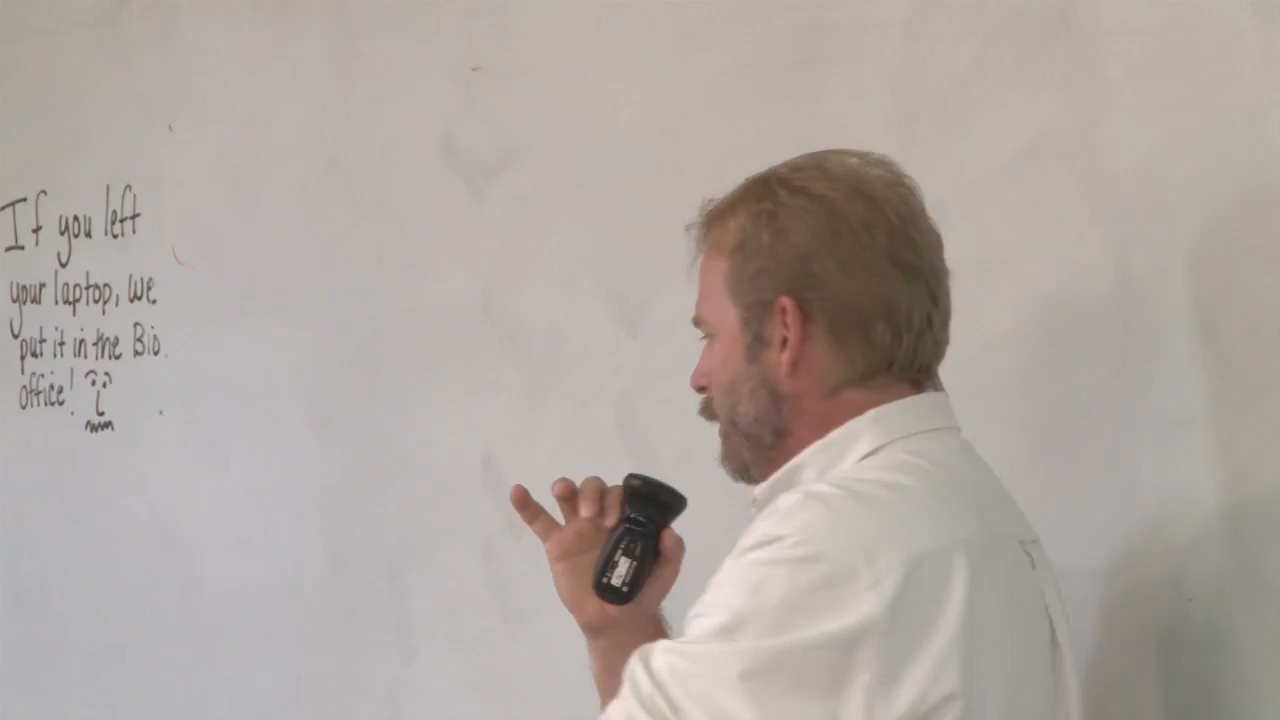 If you left
your laptop, we
put it in the Bio.
office!